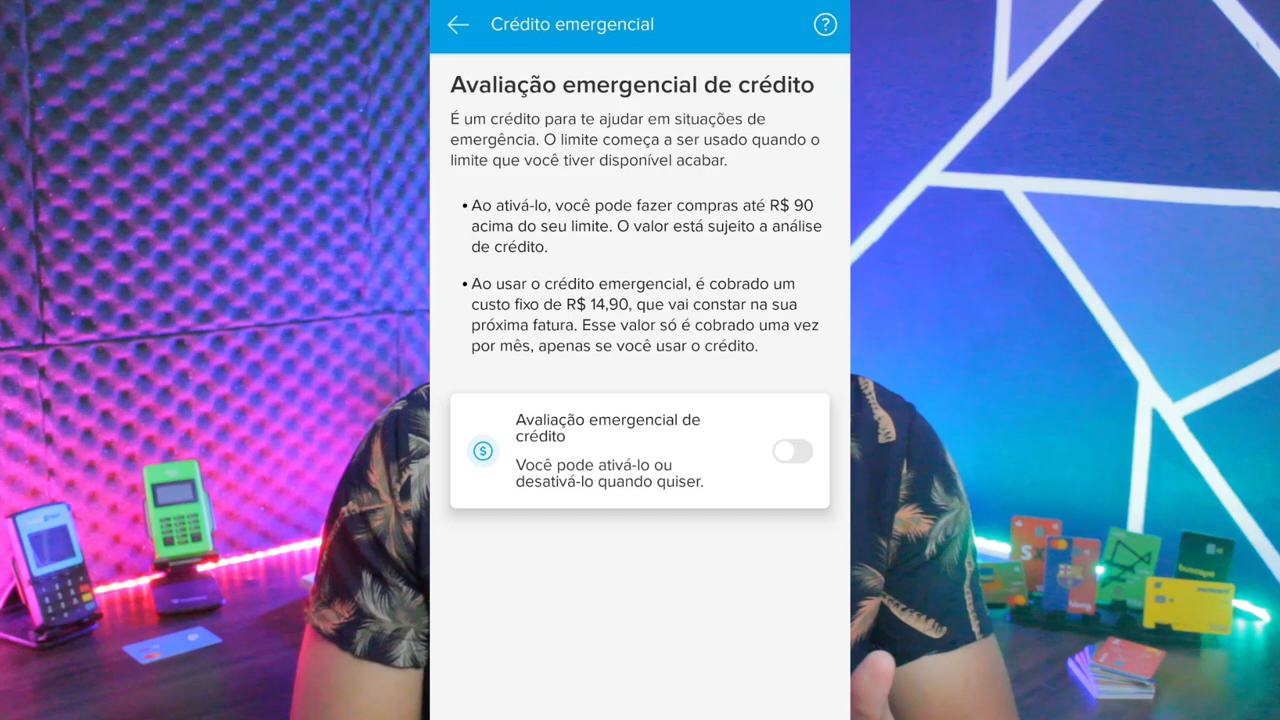 Crédito emergencial
?
Avaliação emergencial de crédito
É um crédito para te ajudar em situações de
emergência. O limite começa a ser usado quando o
limite que você tiver disponível acabar.
• Ao ativá-lo, você pode fazer compras até R$ 90
acima do seu limite. O valor está sujeito a análise
de crédito.
• Ao usar o crédito emergencial, é cobrado um
custo fixo de R$ 14,90, que vai constar na sua
próxima fatura. Esse valor só é cobrado uma vez
por mês, apenas se você usar o crédito.
Avaliação emergencial de
crédito
$
Você pode ativá-lo ou
desativá-lo quando quiser.